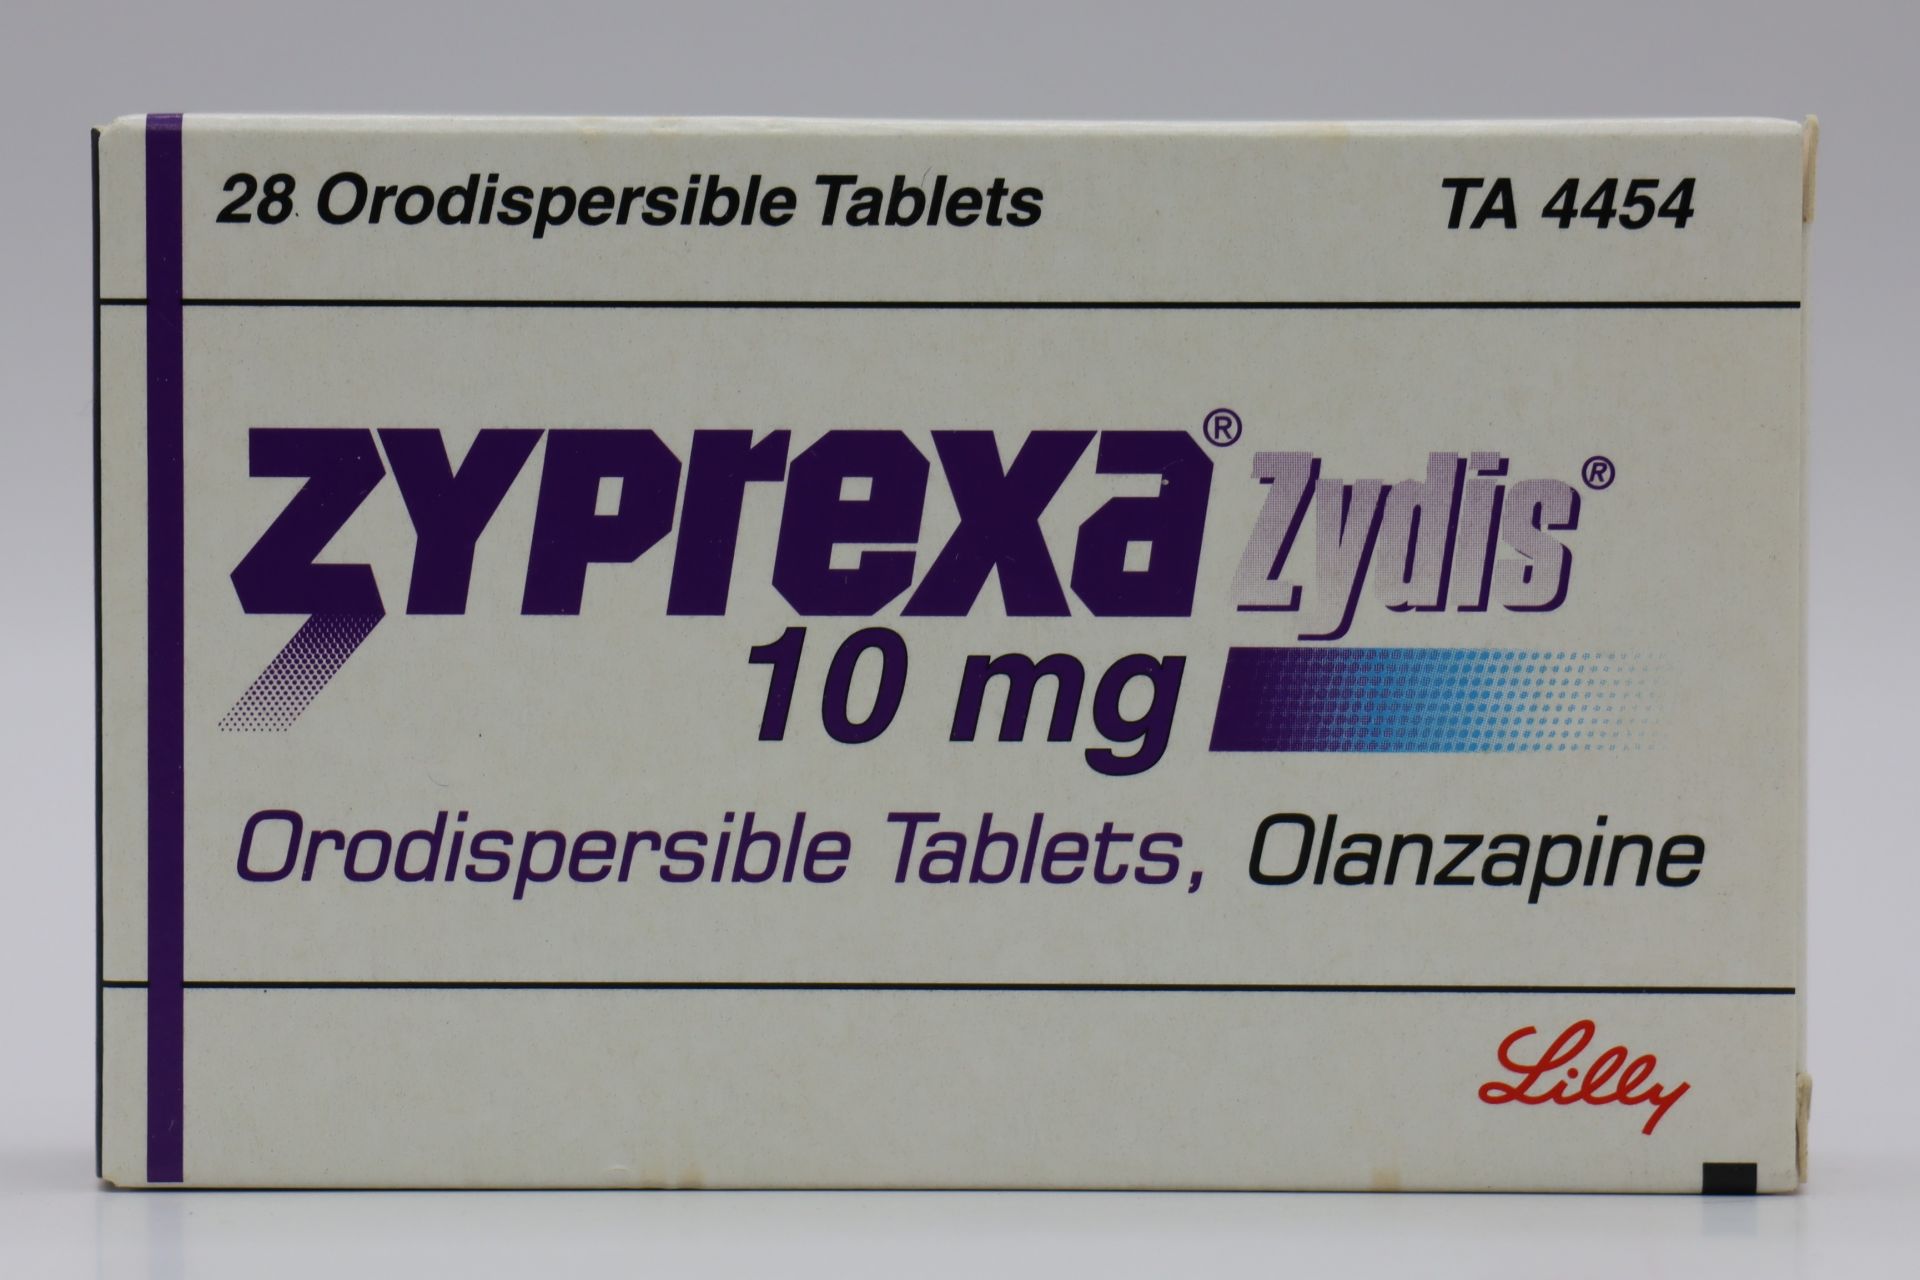 28 Orodispersible Tablets TA 4454
zyprexa® Zydis®
10 mg
Orodispersible Tablets, Olanzapine
Lilly